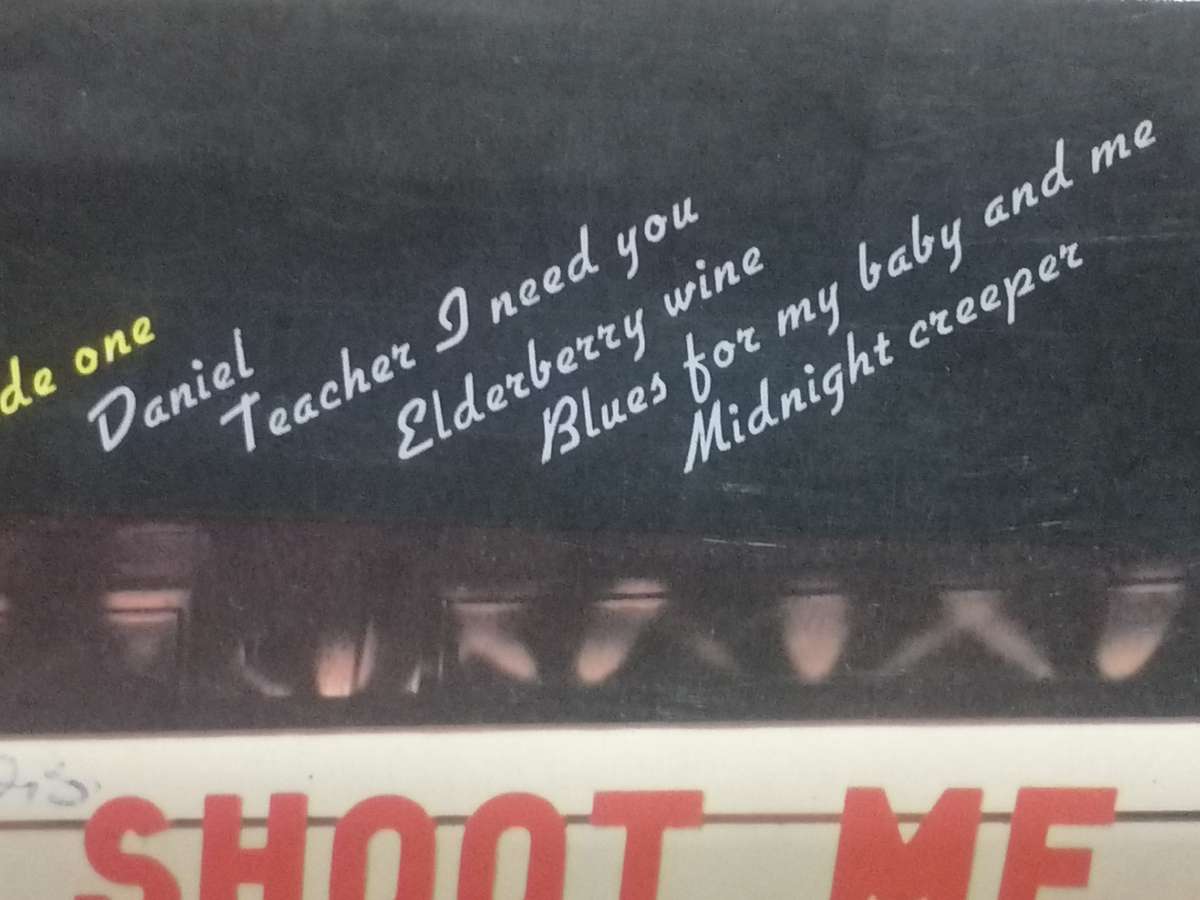 de one
Daniel
Teacher I need you
Elderberry wine
Blues for my baby and me
Midnight creeper
SHOOT ME